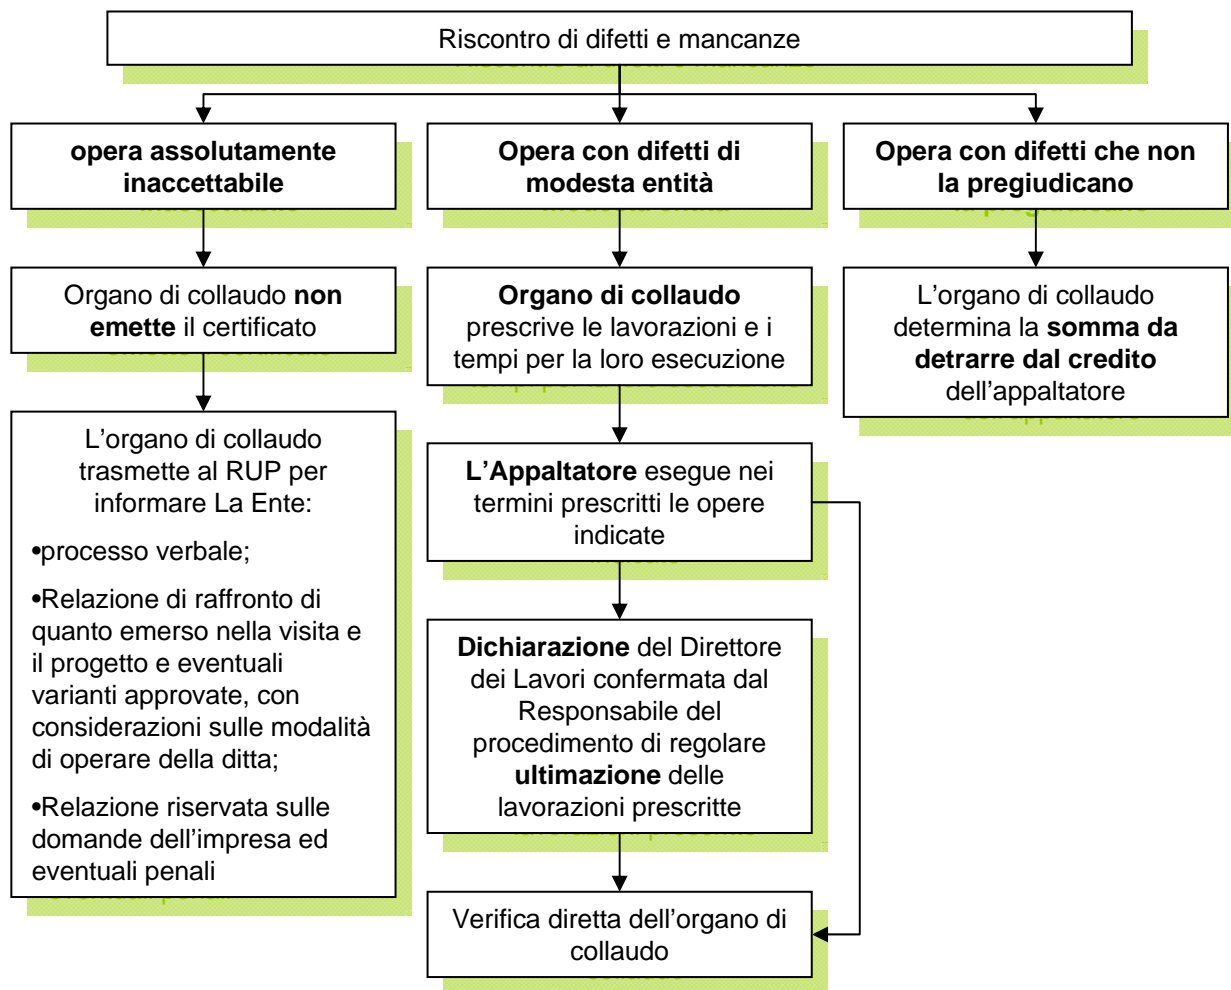 Riscontro di difetti e mancanze
opera assolutamente
inaccettabile
Organo di collaudo non
emette il certificato
L’organo di collaudo
trasmette al RUP per
informare La Ente:
•processo verbale;
•Relazione di raffronto di
quanto emerso nella visita e
il progetto e eventuali
varianti approvate, con
considerazioni sulle modalità
di operare della ditta;
•Relazione riservata sulle
domande dell’impresa ed
eventuali penali
Opera con difetti di
modesta entità
Organo di collaudo
prescrive le lavorazioni e i
tempi per la loro esecuzione
L’Appaltatore esegue nei
termini prescritti le opere
indicate
Dichiarazione del Direttore
dei Lavori confermata dal
Responsabile del
procedimento di regolare
ultimazione delle
lavorazioni prescritte
Verifica diretta dell’organo di
collaudo
Opera con difetti che non
la pregiudicano
L’organo di collaudo
determina la somma da
detrarre dal credito
dell’appaltatore